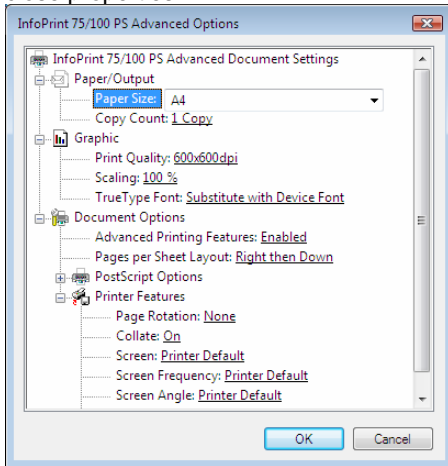 InfoPrint 75/100 PS Advanced Options
InfoPrint 75/100 PS Advanced Document Settings
Paper/Output
Paper Size: A4
Copy Count: 1 Copy
Graphic
Print Quality: 600x600dpi
Scaling: 100 %
TrueType Font: Substitute with Device Font
Document Options
Advanced Printing Features: Enabled
Pages per Sheet Layout: Right then Down
PostScript Options
Printer Features
Page Rotation: None
Collate: On
Screen: Printer Default
Screen Frequency: Printer Default
Screen Angle: Printer Default
OK Cancel